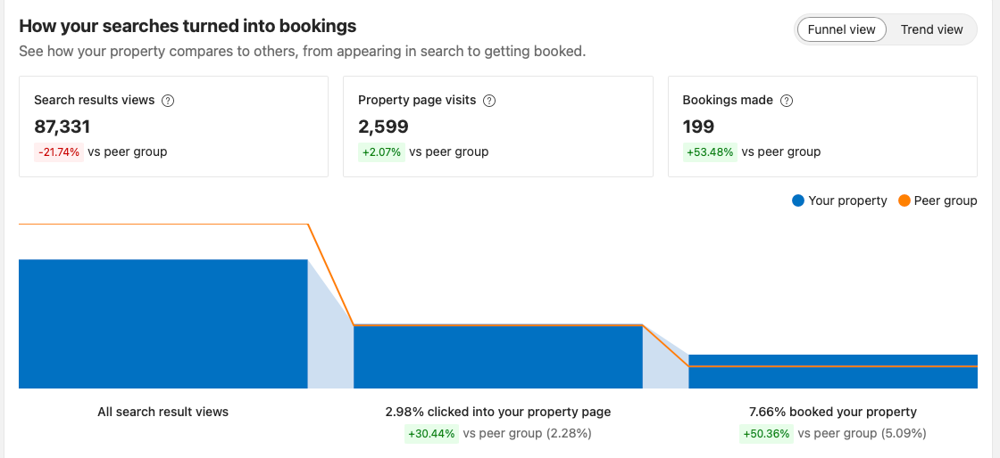 How your searches turned into bookings
Funnel view
Trend view
See how your property compares to others, from appearing in search to getting booked.
Search results views ?
87,331
-21.74% vs peer group
Property page visits ?
2,599
+2.07% vs peer group
Bookings made ?
199
+53.48% vs peer group
Your property
Peer group
All search result views
2.98% clicked into your property page
+30.44% vs peer group (2.28%)
7.66% booked your property
+50.36% vs peer group (5.09%)